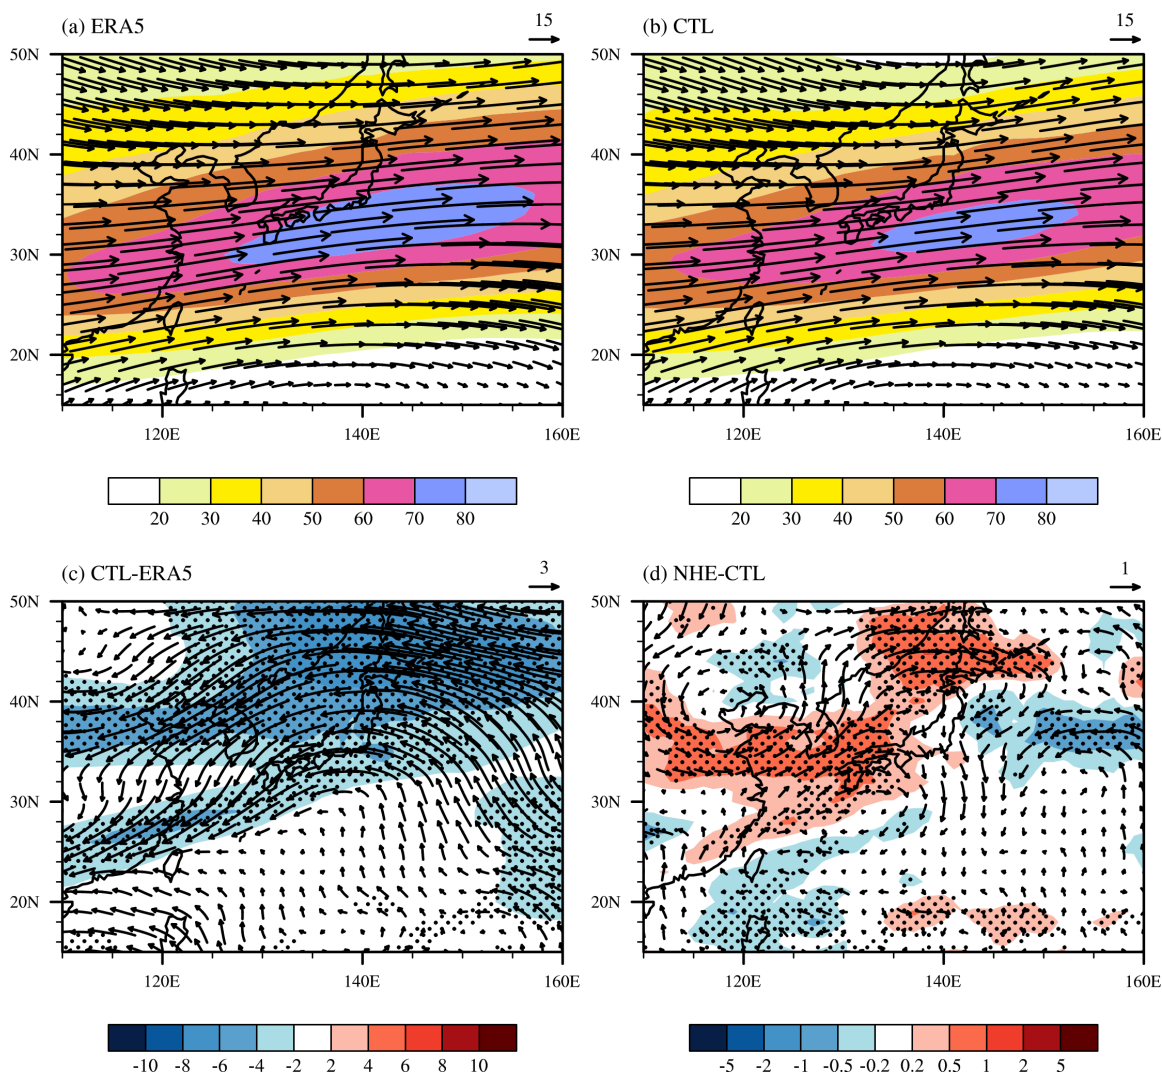 (a) ERA5 15
(b) CTL 15
50N
40N
30N
20N
120E 140E 160E
50N
40N
30N
20N
120E 140E 160E
20 30 40 50 60 70 80
20 30 40 50 60 70 80
(c) CTL-ERA5 3
(d) NHE-CTL 1
50N
40N
30N
20N
120E 140E 160E
50N
40N
30N
20N
120E 140E 160E
-10 -8 -6 -4 -2 2 4 6 8 10
-5 -2 -1 -0.5 -0.2 0.2 0.5 1 2 5